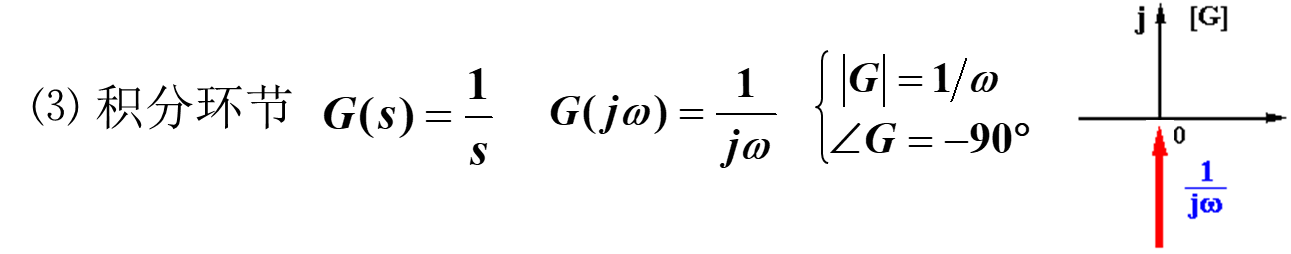 (3) 积分环节 G(s) = 1/s G(jω) = 1/jω { |G| = 1/ω
∠G = −90°
j [G]
0
1/jω